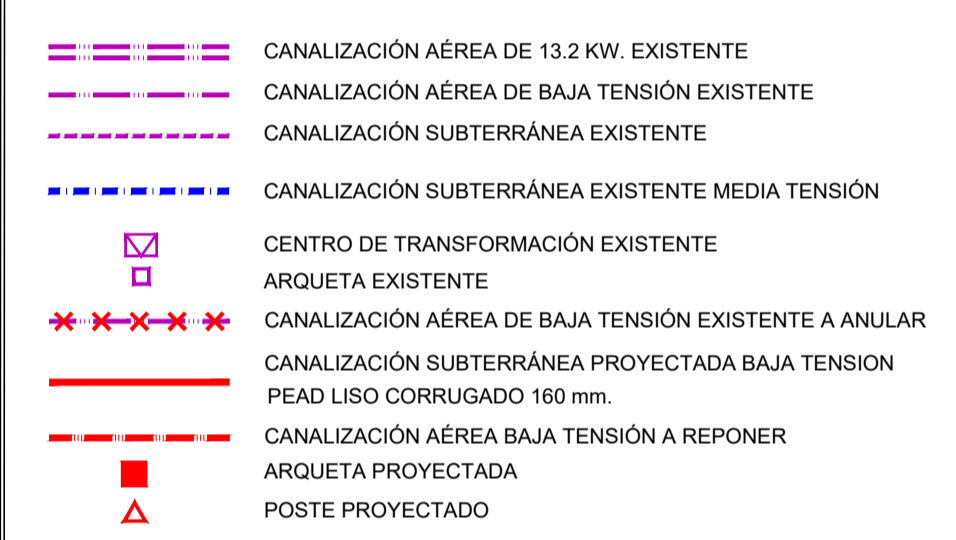 CANALIZACIÓN AÉREA DE 13.2 KW. EXISTENTE
CANALIZACIÓN AÉREA DE BAJA TENSIÓN EXISTENTE
CANALIZACIÓN SUBTERRÁNEA EXISTENTE
CANALIZACIÓN SUBTERRÁNEA EXISTENTE MEDIA TENSIÓN
CENTRO DE TRANSFORMACIÓN EXISTENTE
ARQUETA EXISTENTE
CANALIZACIÓN AÉREA DE BAJA TENSIÓN EXISTENTE A ANULAR
CANALIZACIÓN SUBTERRÁNEA PROYECTADA BAJA TENSION
PEAD LISO CORRUGADO 160 mm.
CANALIZACIÓN AÉREA BAJA TENSIÓN A REPONER
ARQUETA PROYECTADA
POSTE PROYECTADO